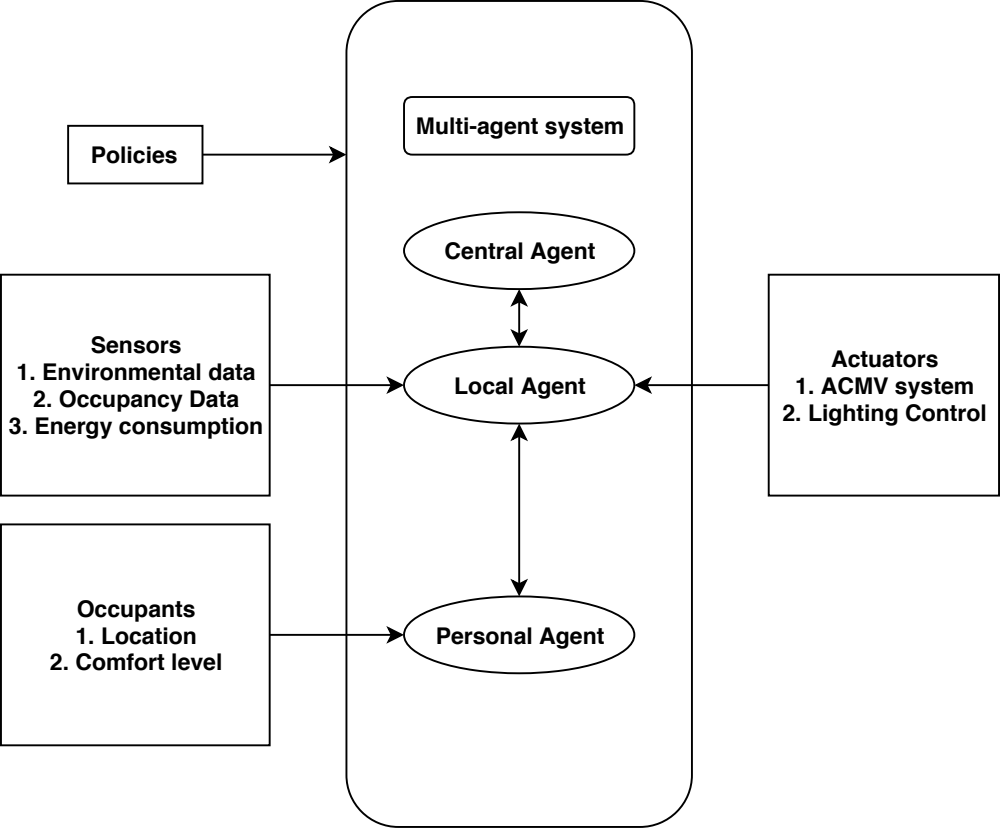 Multi-agent system
Policies
Central Agent
Sensors
1. Environmental data
2. Occupancy Data
3. Energy consumption
Local Agent
Actuators
1. ACMV system
2. Lighting Control
Occupants
1. Location
2. Comfort level
Personal Agent